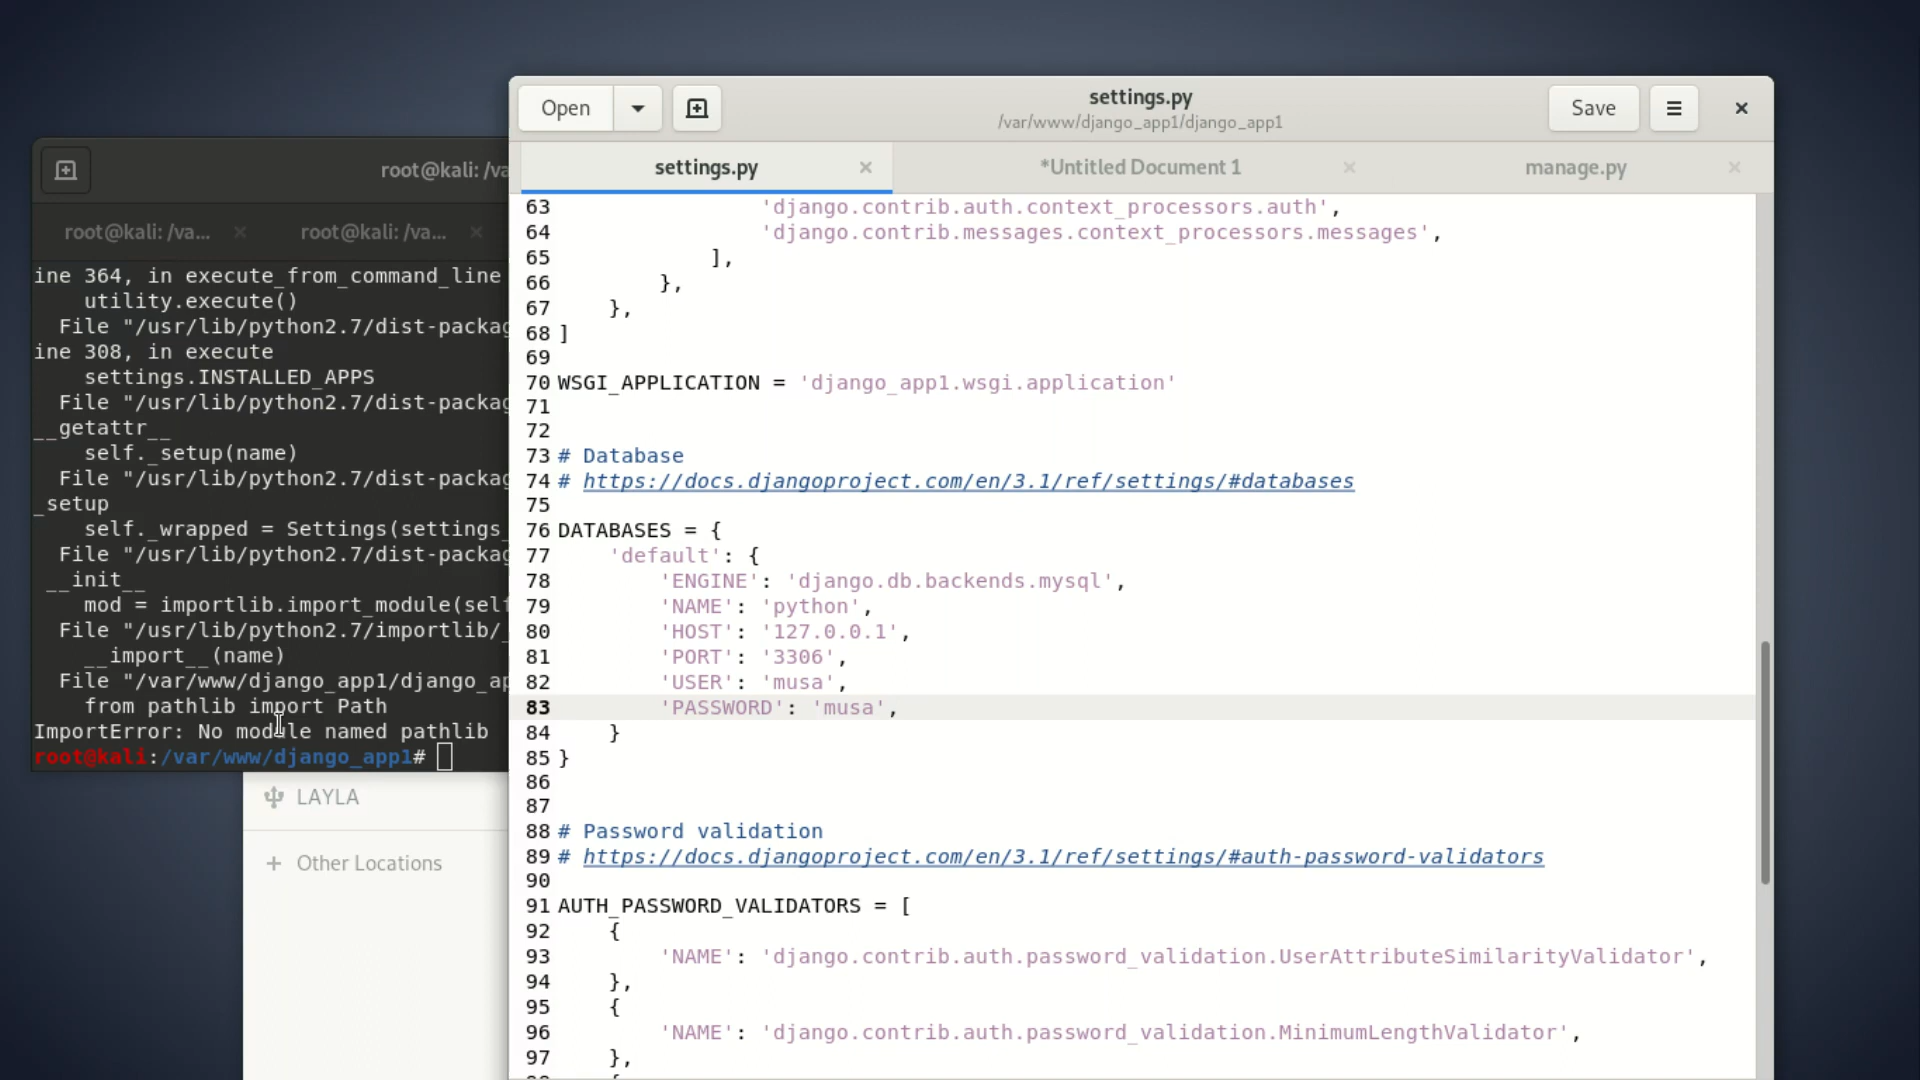 root@kali: /va
root@kali: /va...
root@kali: /va...
ine 364, in execute_from_command_line
utility.execute()
File "/usr/lib/python2.7/dist-packag
ine 308, in execute
settings.INSTALLED_APPS
File "/usr/lib/python2.7/dist-packag
__getattr__
self._setup(name)
File "/usr/lib/python2.7/dist-packag
_setup
self._wrapped = Settings(settings_
File "/usr/lib/python2.7/dist-packag
__init__
mod = importlib.import_module(self
File "/usr/lib/python2.7/importlib/_
__import__(name)
File "/var/www/django_app1/django_ap
from pathlib import Path
ImportError: No module named pathlib
root@kali:/var/www/django_app1#
LAYLA
+ Other Locations
Open
settings.py
/var/www/django_app1/django_app1
Save
settings.py
*Untitled Document 1
manage.py
63 'django.contrib.auth.context_processors.auth',
64 'django.contrib.messages.context_processors.messages',
65 ],
66 },
67 },
68 ]
69
70 WSGI_APPLICATION = 'django_app1.wsgi.application'
71
72
73 # Database
74 # https://docs.djangoproject.com/en/3.1/ref/settings/#databases
75
76 DATABASES = {
77 'default': {
78 'ENGINE': 'django.db.backends.mysql',
79 'NAME': 'python',
80 'HOST': '127.0.0.1',
81 'PORT': '3306',
82 'USER': 'musa',
83 'PASSWORD': 'musa',
84 }
85 }
86
87
88 # Password validation
89 # https://docs.djangoproject.com/en/3.1/ref/settings/#auth-password-validators
90
91 AUTH_PASSWORD_VALIDATORS = [
92 {
93 'NAME': 'django.contrib.auth.password_validation.UserAttributeSimilarityValidator',
94 },
95 {
96 'NAME': 'django.contrib.auth.password_validation.MinimumLengthValidator',
97 },